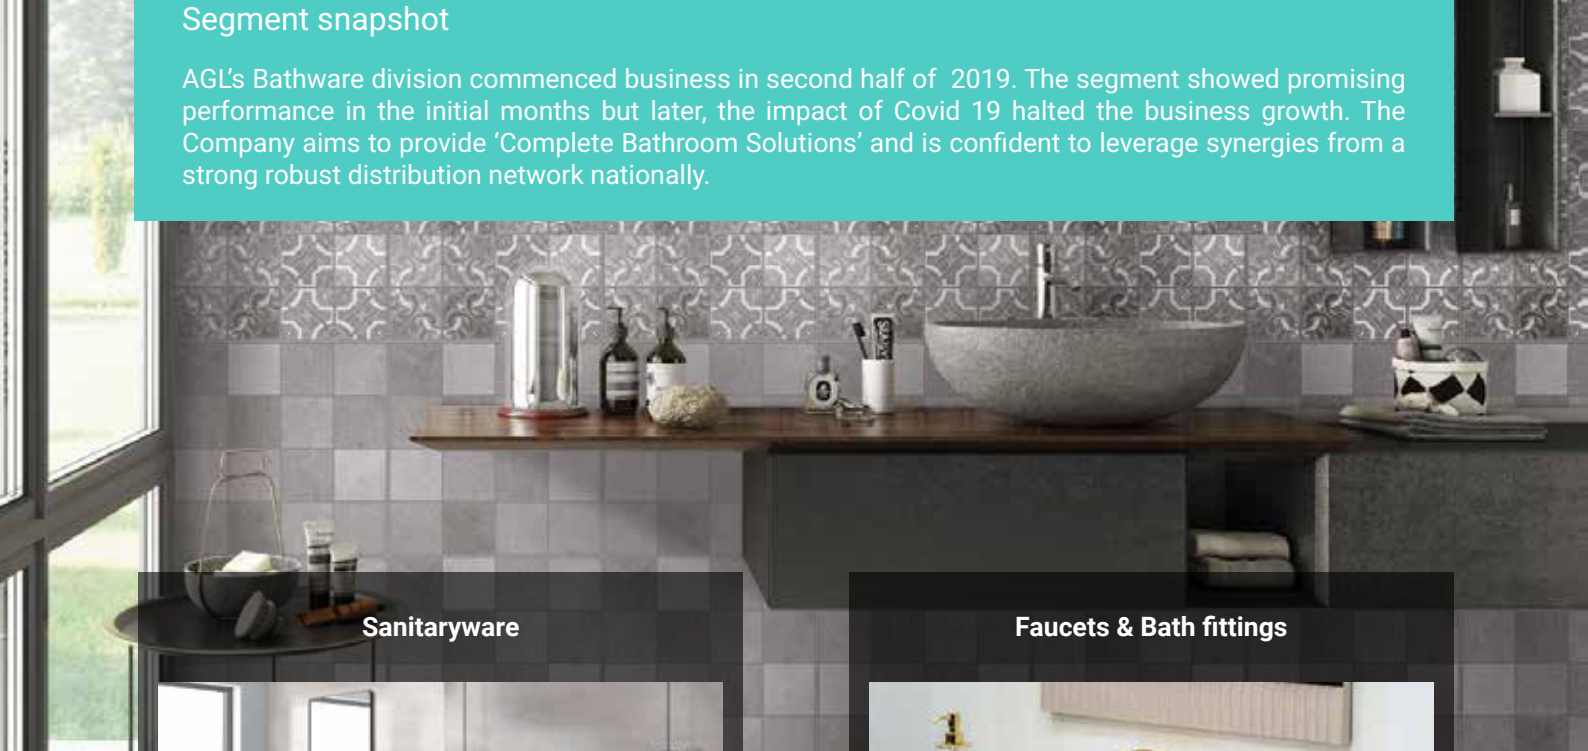 Segment snapshot
AGL’s Bathware division commenced business in second half of  2019. The segment showed promising
performance in the initial months but later, the impact of Covid 19 halted the business growth. The
Company aims to provide ‘Complete Bathroom Solutions’ and is confident to leverage synergies from a
strong robust distribution network nationally.
Sanitaryware
Faucets & Bath fittings